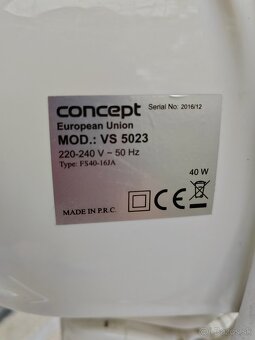 concept Serial No: 2016/12
European Union
MOD.: VS 5023
220-240 V ~ 50 Hz
Type: FS40-16JA
40 W
CE
MADE IN P.R.C.